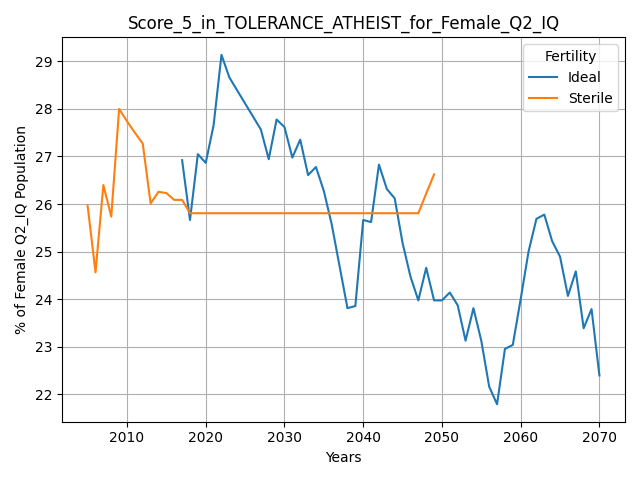 Score_5_in_TOLERANCE_ATHEIST_for_Female_Q2_IQ
Fertility
Ideal
Sterile
% of Female Q2_IQ Population
29
28
27
26
25
24
23
22
2010 2020 2030 2040 2050 2060 2070
Years